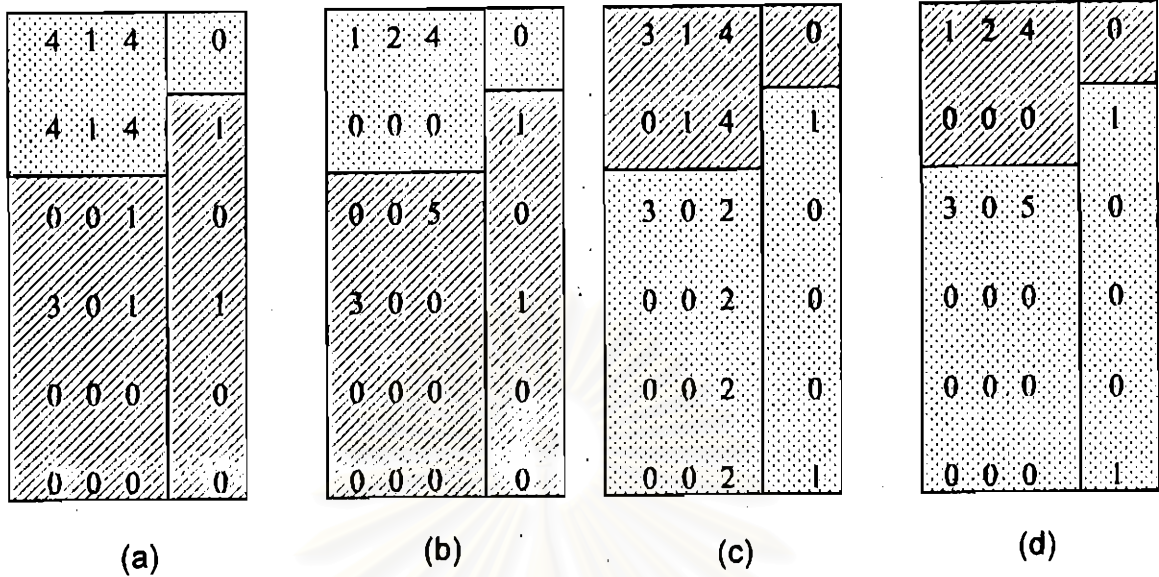 4 1 4 0 1 2 4 0 3 1 4 0 1 2 4 0
4 1 4 1 0 0 0 1 0 1 4 1 0 0 0 1
0 0 1 0 0 0 5 0 3 0 2 0 3 0 5 0
3 0 1 1 3 0 0 1 0 0 2 0 0 0 0 0
0 0 0 0 0 0 0 0 0 0 2 0 0 0 0 0
0 0 0 0 0 0 0 0 0 0 2 1 0 0 0 1
(a) (b) (c) (d)